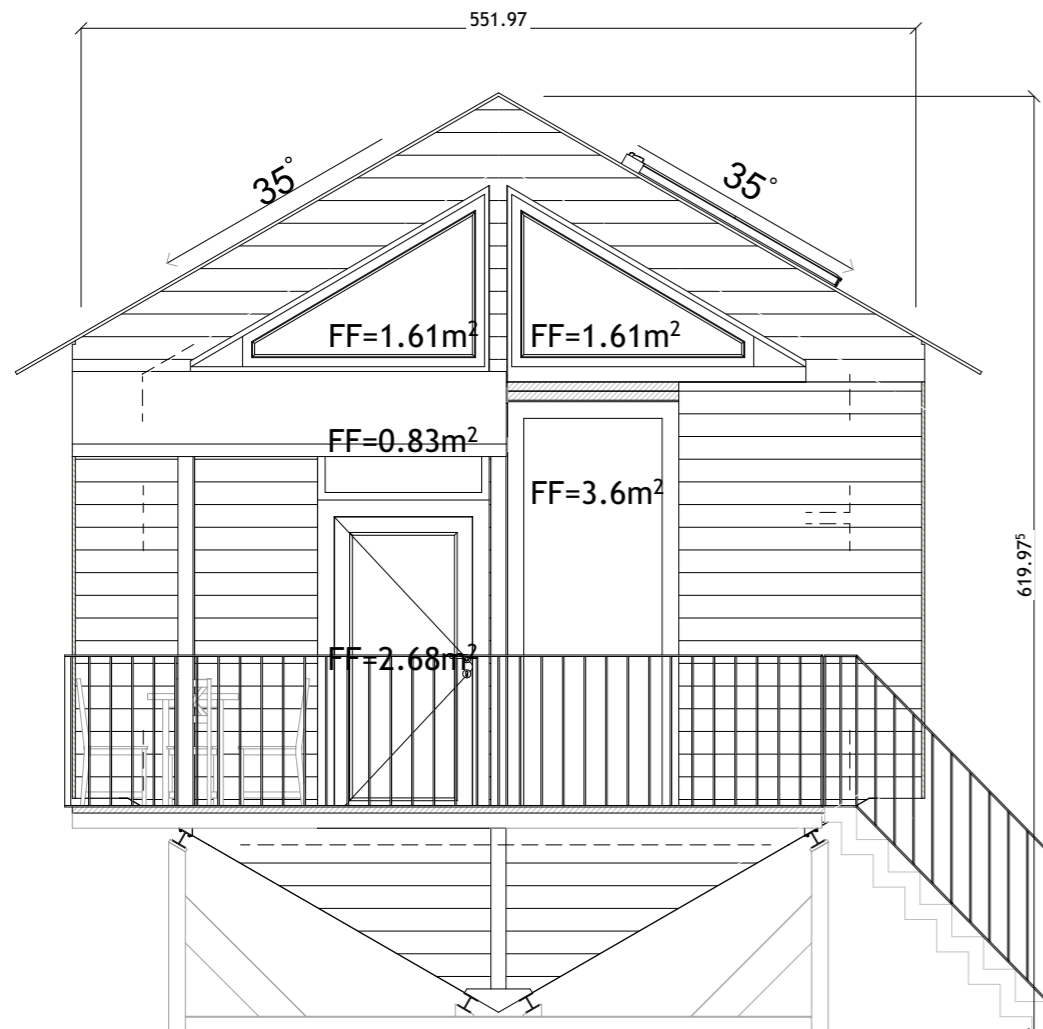 551.97
35°
35°
FF=1.61m²
FF=1.61m²
FF=0.83m²
FF=3.6m²
619.97⁵
FF=2.68m²